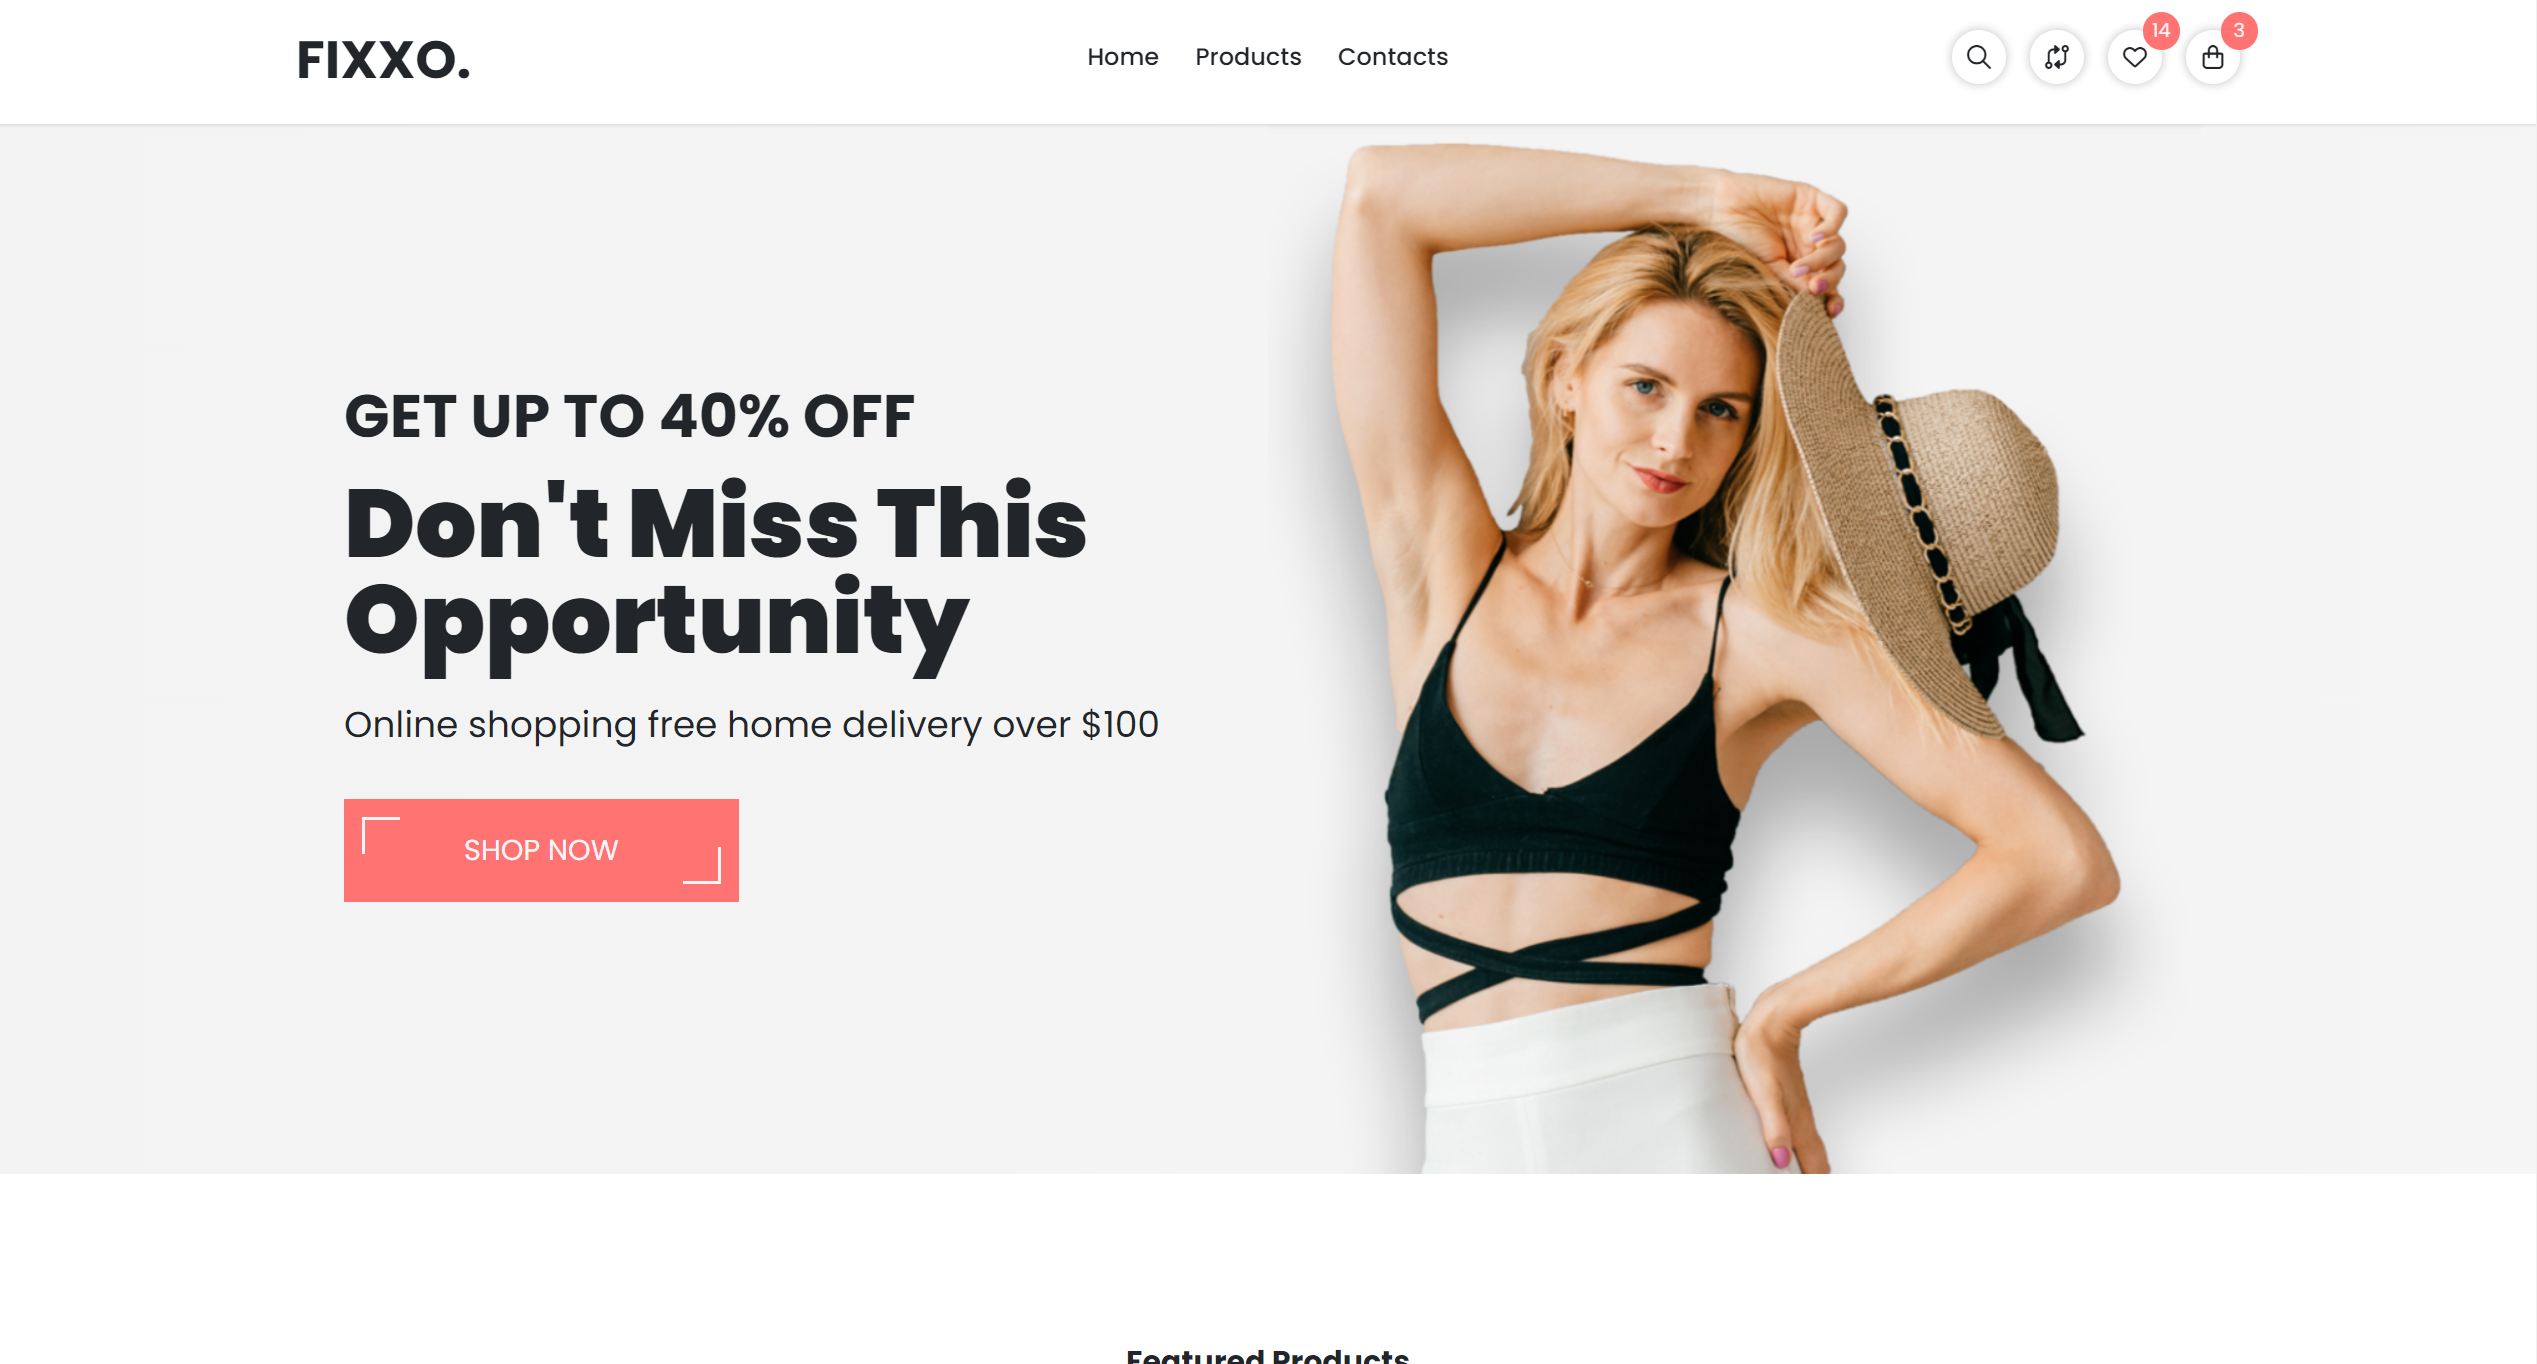 FIXXO.
Home Products Contacts
14 3
GET UP TO 40% OFF
Don't Miss This
Opportunity
Online shopping free home delivery over $100
SHOP NOW
Featured Products